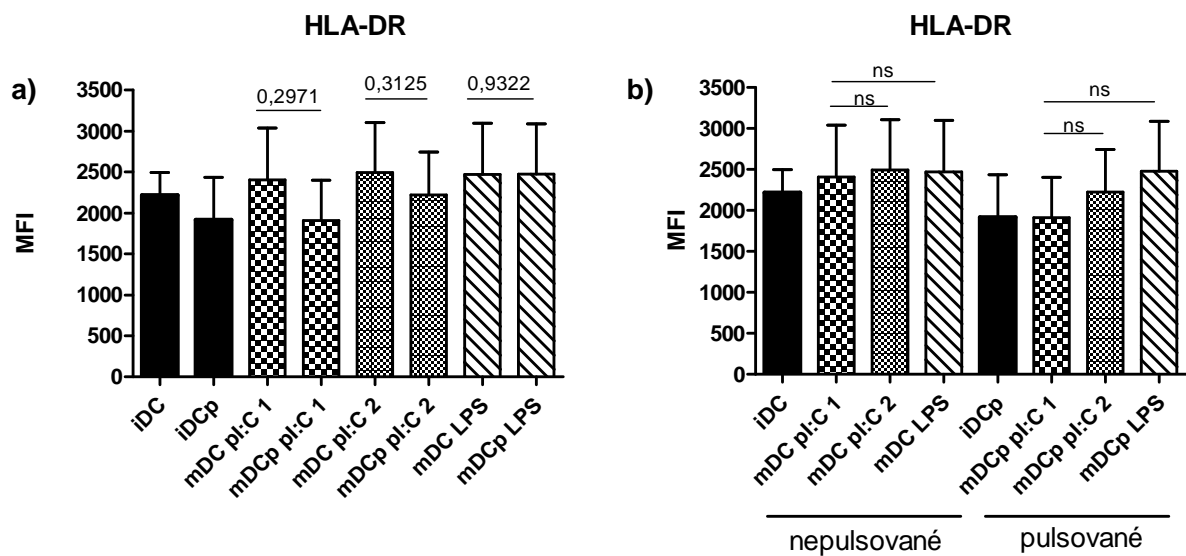 HLA-DR
a)
0,2971
0,3125
0,9322
3500
3000
2500
2000
1500
1000
500
0
MFI
iDC
iDCp
mDC pI:C 1
mDCp pI:C 1
mDC pI:C 2
mDCp pI:C 2
mDC LPS
mDCp LPS
HLA-DR
b)
ns
ns
ns
ns
3500
3000
2500
2000
1500
1000
500
0
MFI
iDC
mDC pI:C 1
mDC pI:C 2
mDC LPS
iDCp
mDCp pI:C 1
mDCp pI:C 2
mDCp LPS
nepulsované
pulsované